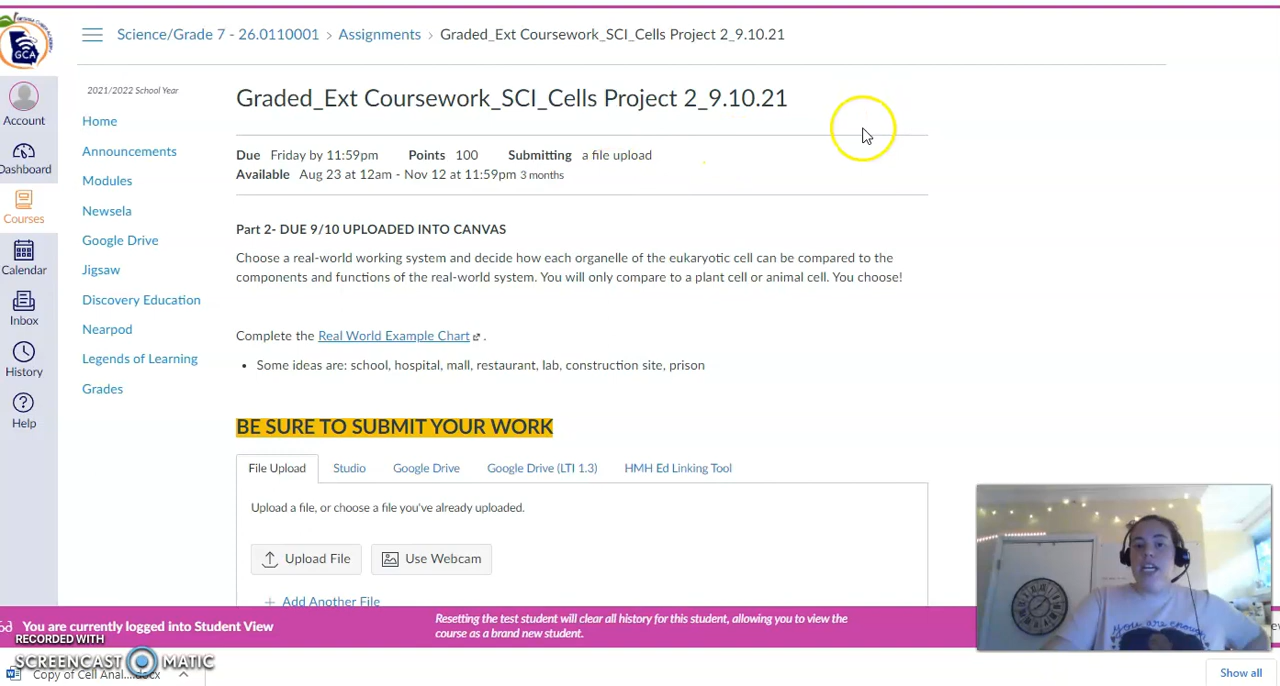 GCA
Science/Grade 7 - 26.0110001 › Assignments › Graded_Ext Coursework_SCI_Cells Project 2_9.10.21
Account
Dashboard
Courses
Calendar
Inbox
History
Help
2021/2022 School Year
Home
Announcements
Modules
Newsela
Google Drive
Jigsaw
Discovery Education
Nearpod
Legends of Learning
Grades
Graded_Ext Coursework_SCI_Cells Project 2_9.10.21
Due Friday by 11:59pm Points 100 Submitting a file upload
Available Aug 23 at 12am - Nov 12 at 11:59pm 3 months
Part 2- DUE 9/10 UPLOADED INTO CANVAS
Choose a real-world working system and decide how each organelle of the eukaryotic cell can be compared to the
components and functions of the real-world system. You will only compare to a plant cell or animal cell. You choose!
Complete the Real World Example Chart .
• Some ideas are: school, hospital, mall, restaurant, lab, construction site, prison
BE SURE TO SUBMIT YOUR WORK
File Upload Studio Google Drive Google Drive (LTI 1.3) HMH Ed Linking Tool
Upload a file, or choose a file you've already uploaded.
Upload File Use Webcam
+ Add Another File
You are currently logged into Student View
Resetting the test student will clear all history for this student, allowing you to view the
course as a brand new student.
RECORDED WITH
SCREENCAST MATIC
Copy of Cell Anal....docx
Show all
You are enough